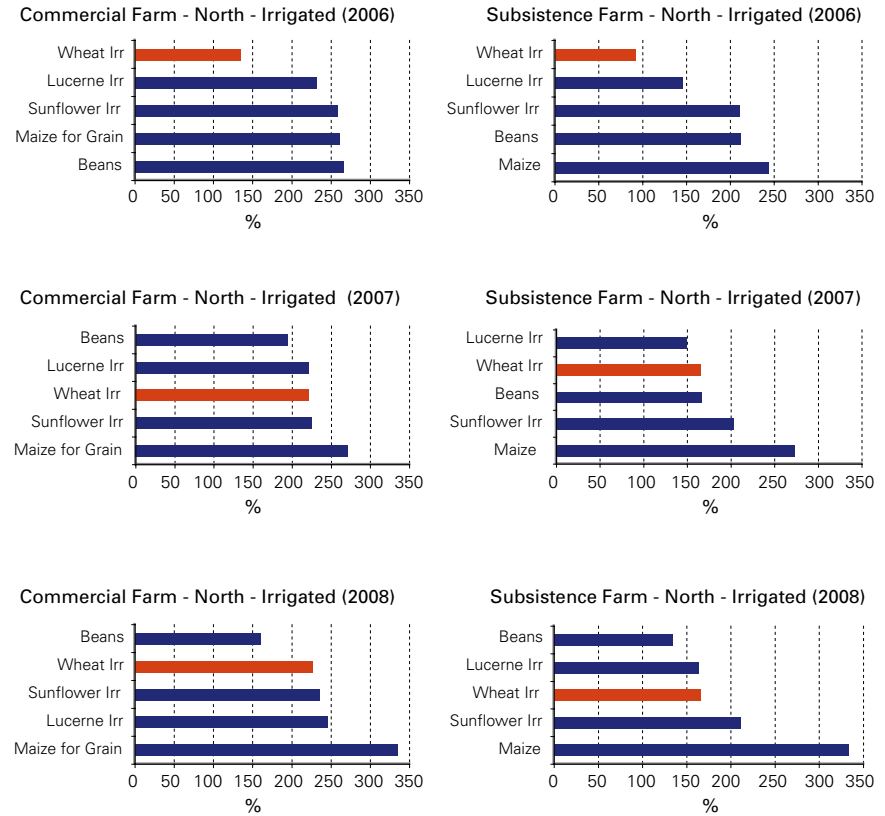 Commercial Farm - North - Irrigated (2006)
Wheat Irr
Lucerne Irr
Sunflower Irr
Maize for Grain
Beans
0 50 100 150 200 250 300 350
%
Subsistence Farm - North - Irrigated (2006)
Wheat Irr
Lucerne Irr
Sunflower Irr
Beans
Maize
0 50 100 150 200 250 300 350
%
Commercial Farm - North - Irrigated (2007)
Beans
Lucerne Irr
Wheat Irr
Sunflower Irr
Maize for Grain
0 50 100 150 200 250 300 350
%
Subsistence Farm - North - Irrigated (2007)
Lucerne Irr
Wheat Irr
Beans
Sunflower Irr
Maize
0 50 100 150 200 250 300 350
%
Commercial Farm - North - Irrigated (2008)
Beans
Wheat Irr
Sunflower Irr
Lucerne Irr
Maize for Grain
0 50 100 150 200 250 300 350
%
Subsistence Farm - North - Irrigated (2008)
Beans
Lucerne Irr
Wheat Irr
Sunflower Irr
Maize
0 50 100 150 200 250 300 350
%